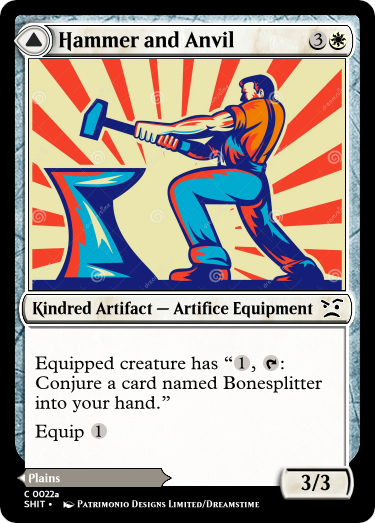 Hammer and Anvil 3
Kindred Artifact — Artifice Equipment
Equipped creature has “1, :
Conjure a card named Bonesplitter
into your hand.”
Equip 1
Plains
3/3
C 0022a
SHIT • Patrimonio Designs Limited/Dreamstime